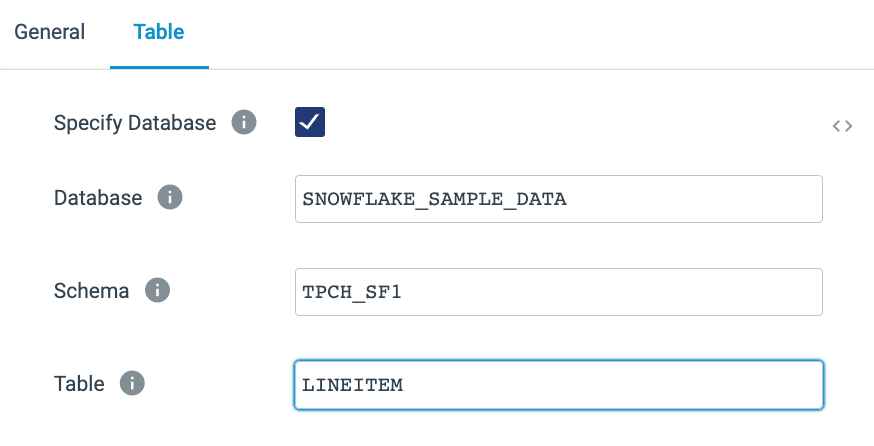 General Table
Specify Database
Database SNOWFLAKE_SAMPLE_DATA
Schema TPCH_SF1
Table LINEITEM